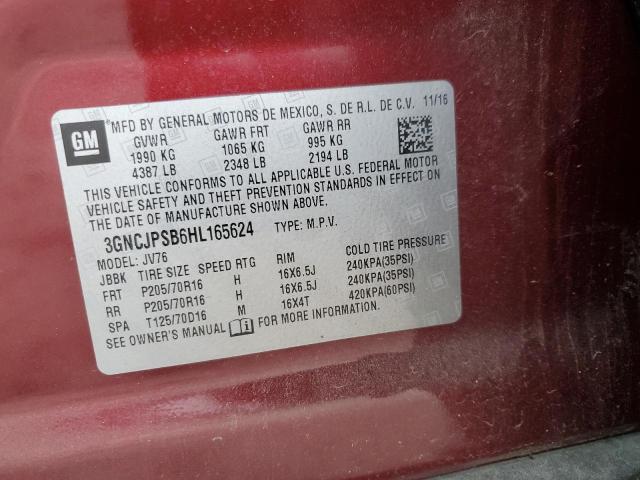 GM
MFD BY GENERAL MOTORS DE MEXICO, S. DE R.L. DE C.V. 11/16
GVWR GAWR FRT GAWR RR
1990 KG 1065 KG 995 KG
4387 LB 2348 LB 2194 LB
THIS VEHICLE CONFORMS TO ALL APPLICABLE U.S. FEDERAL MOTOR
VEHICLE SAFETY AND THEFT PREVENTION STANDARDS IN EFFECT ON
THE DATE OF MANUFACTURE SHOWN ABOVE.
3GNCJPSB6HL165624 TYPE: M.P.V.
MODEL: JV76
JBBK TIRE SIZE SPEED RTG RIM COLD TIRE PRESSURE
FRT P205/70R16 H 16X6.5J 240KPA(35PSI)
RR P205/70R16 H 16X6.5J 240KPA(35PSI)
SPA T125/70D16 M 16X4T 420KPA(60PSI)
SEE OWNER'S MANUAL FOR MORE INFORMATION.